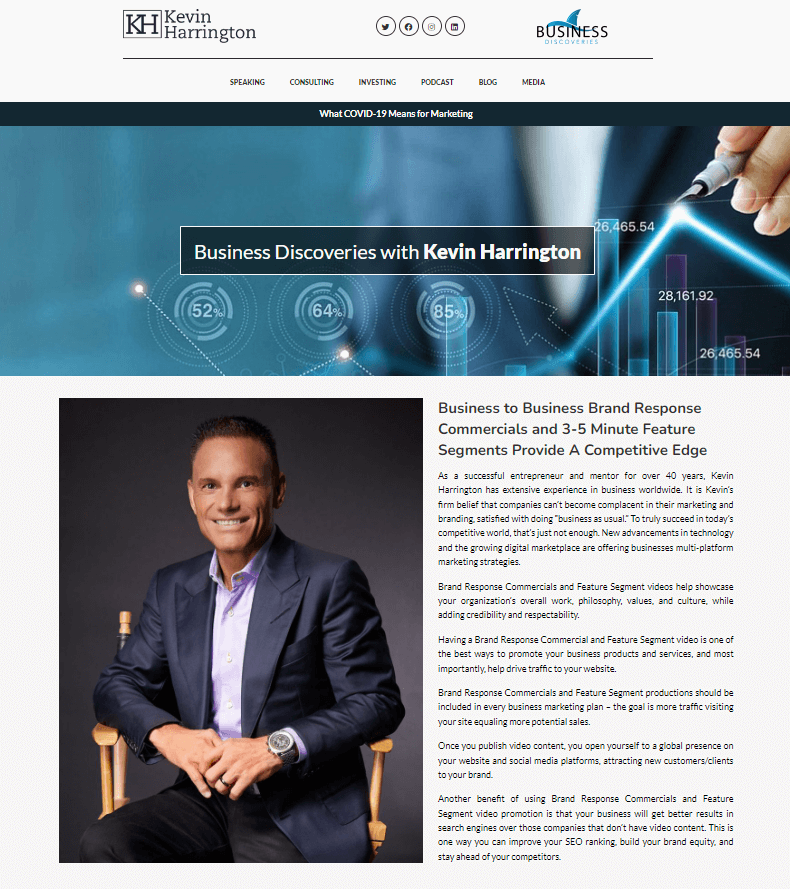 KH Kevin
Harrington
BUSINESS
DISCOVERIES
SPEAKING CONSULTING INVESTING PODCAST BLOG MEDIA
What COVID-19 Means for Marketing
26,465.54
Business Discoveries with Kevin Harrington
28,161.92
52% 64% 85%
26,465.54
Business to Business Brand Response
Commercials and 3-5 Minute Feature
Segments Provide A Competitive Edge
As a successful entrepreneur and mentor for over 40 years, Kevin
Harrington has extensive experience in business worldwide. It is Kevin's
firm belief that companies can't become complacent in their marketing and
branding, satisfied with doing "business as usual." To truly succeed in today's
competitive world, that's just not enough. New advancements in technology
and the growing digital marketplace are offering businesses multi-platform
marketing strategies.
Brand Response Commercials and Feature Segment videos help showcase
your organization's overall work, philosophy, values, and culture, while
adding credibility and respectability.
Having a Brand Response Commercial and Feature Segment video is one of
the best ways to promote your business products and services, and most
importantly, help drive traffic to your website.
Brand Response Commercials and Feature Segment productions should be
included in every business marketing plan – the goal is more traffic visiting
your site equaling more potential sales.
Once you publish video content, you open yourself to a global presence on
your website and social media platforms, attracting new customers/clients
to your brand.
Another benefit of using Brand Response Commercials and Feature
Segment video promotion is that your business will get better results in
search engines over those companies that don't have video content. This is
one way you can improve your SEO ranking, build your brand equity, and
stay ahead of your competitors.